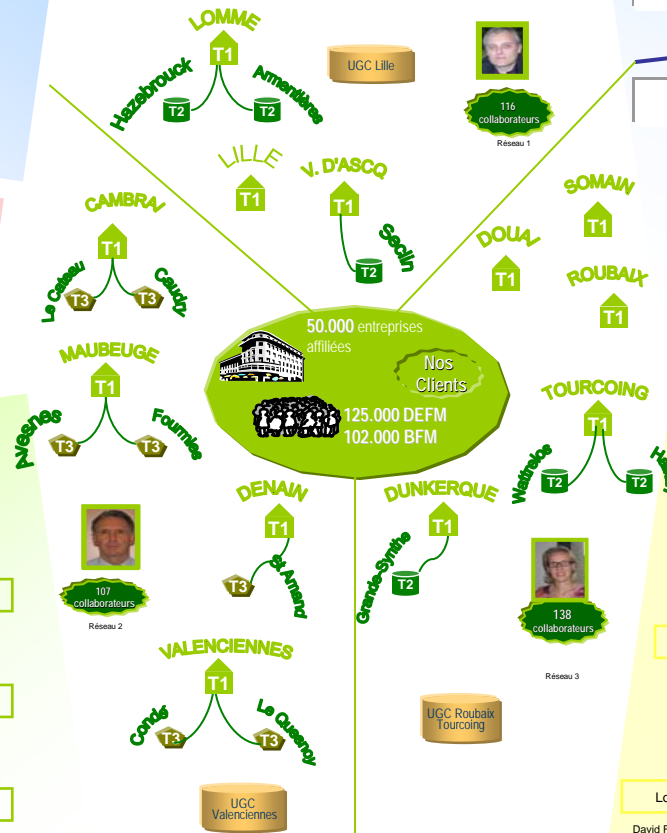 LOMME
T1
Hazebrouck
Armentières
T2
T2
UGC Lille
116
collaborateurs
Réseau 1
LILLE
T1
V. D'ASCQ
T1
Seclin
T2
SOMAIN
T1
DOUAI
T1
ROUBAIX
T1
CAMBRAI
T1
Le Cateau
Caudry
T3
T3
50.000 entreprises
affiliées
Nos
Clients
125.000 DEFM
102.000 BFM
MAUBEUGE
T1
Avesnes
Fourmies
T3
T3
TOURCOING
T1
Wattrelos
T2
T2
DENAIN
T1
St Amand
T3
DUNKERQUE
T1
Grande-Synthe
T2
107
collaborateurs
Réseau 2
138
collaborateurs
Réseau 3
VALENCIENNES
T1
Condé
Le Quesnoy
T3
T3
UGC Roubaix
Tourcoing
UGC
Valenciennes